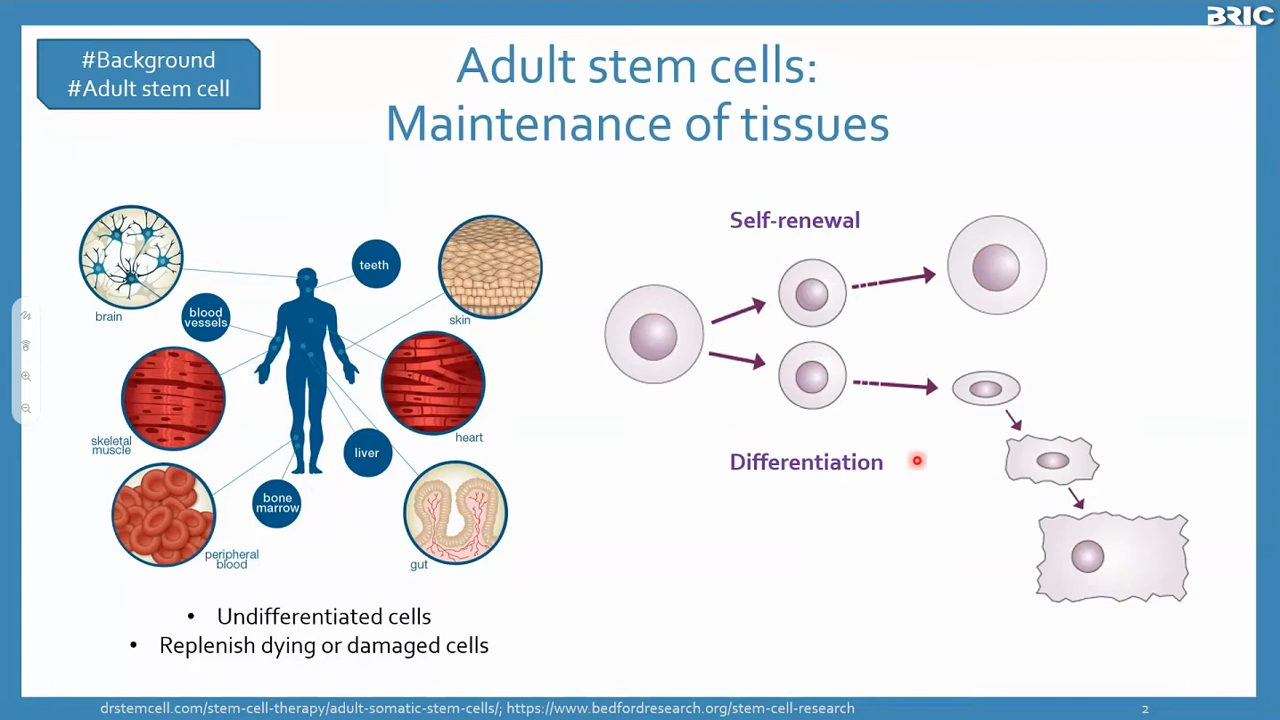 BRIC
#Background
#Adult stem cell
Adult stem cells:
Maintenance of tissues
brain
blood
vessels
teeth
skin
skeletal
muscle
heart
liver
bone
marrow
peripheral
blood
gut
Self-renewal
Differentiation
• Undifferentiated cells
• Replenish dying or damaged cells
drstemcell.com/stem-cell-therapy/adult-somatic-stem-cells/; https://www.bedfordresearch.org/stem-cell-research
2